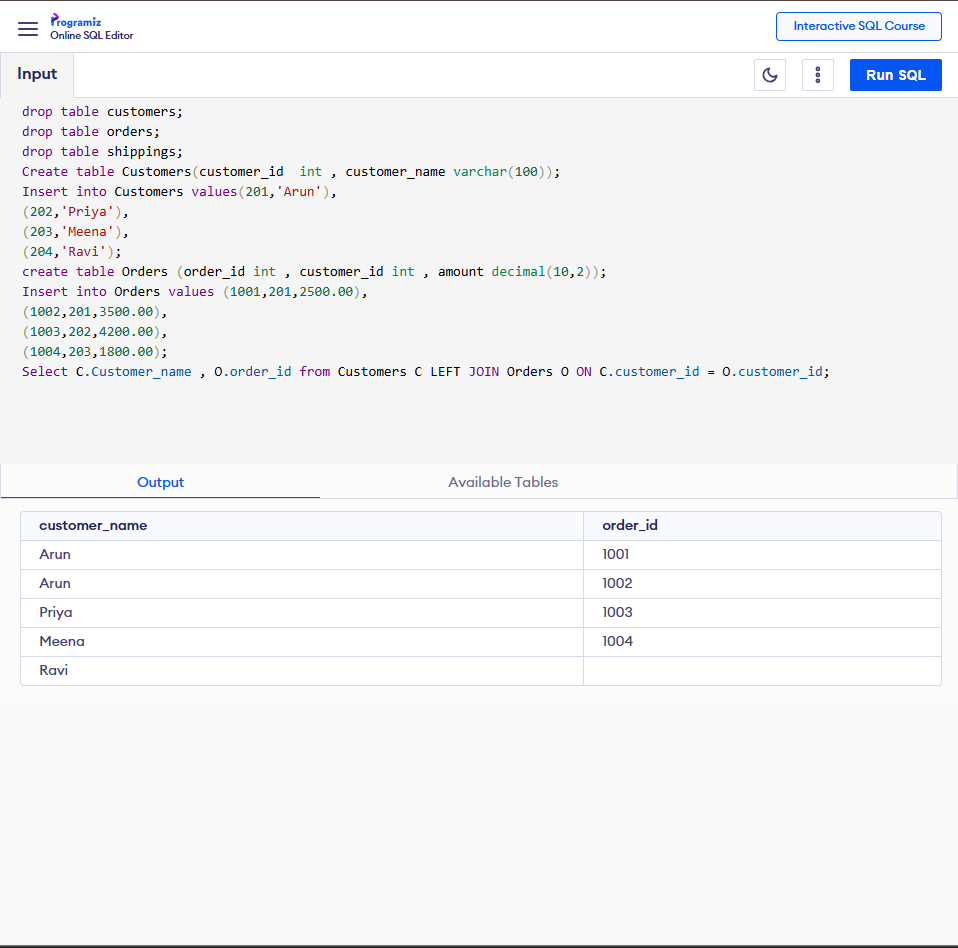 Programiz
Online SQL Editor
Interactive SQL Course
Input
Run SQL
drop table customers;
drop table orders;
drop table shippings;
Create table Customers(customer_id  int , customer_name varchar(100));
Insert into Customers values(201,'Arun'),
(202,'Priya'),
(203,'Meena'),
(204,'Ravi');
create table Orders (order_id int , customer_id int , amount decimal(10,2));
Insert into Orders values (1001,201,2500.00),
(1002,201,3500.00),
(1003,202,4200.00),
(1004,203,1800.00);
Select C.Customer_name , O.order_id from Customers C LEFT JOIN Orders O ON C.customer_id = O.customer_id;
Output Available Tables
customer_name order_id
Arun 1001
Arun 1002
Priya 1003
Meena 1004
Ravi